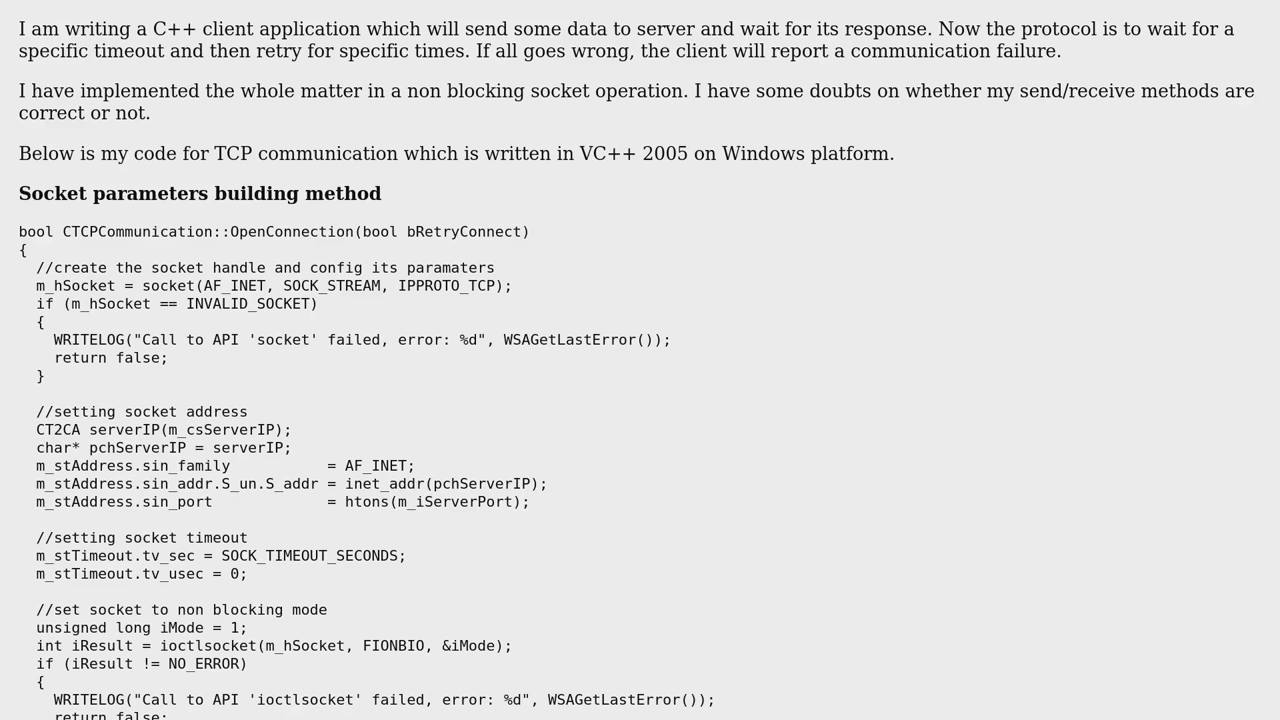 I am writing a C++ client application which will send some data to server and wait for its response. Now the protocol is to wait for a
specific timeout and then retry for specific times. If all goes wrong, the client will report a communication failure.
I have implemented the whole matter in a non blocking socket operation. I have some doubts on whether my send/receive methods are
correct or not.
Below is my code for TCP communication which is written in VC++ 2005 on Windows platform.
Socket parameters building method
bool CTCPCommunication::OpenConnection(bool bRetryConnect)
{
  //create the socket handle and config its paramaters
  m_hSocket = socket(AF_INET, SOCK_STREAM, IPPROTO_TCP);
  if (m_hSocket == INVALID_SOCKET)
  {
    WRITELOG("Call to API 'socket' failed, error: %d", WSAGetLastError());
    return false;
  }
  //setting socket address
  CT2CA serverIP(m_csServerIP);
  char* pchServerIP = serverIP;
  m_stAddress.sin_family           = AF_INET;
  m_stAddress.sin_addr.S_un.S_addr = inet_addr(pchServerIP);
  m_stAddress.sin_port             = htons(m_iServerPort);
  //setting socket timeout
  m_stTimeout.tv_sec = SOCK_TIMEOUT_SECONDS;
  m_stTimeout.tv_usec = 0;
  //set socket to non blocking mode
  unsigned long iMode = 1;
  int iResult = ioctlsocket(m_hSocket, FIONBIO, &iMode);
  if (iResult != NO_ERROR)
  {
    WRITELOG("Call to API 'ioctlsocket' failed, error: %d", WSAGetLastError());
    return false;